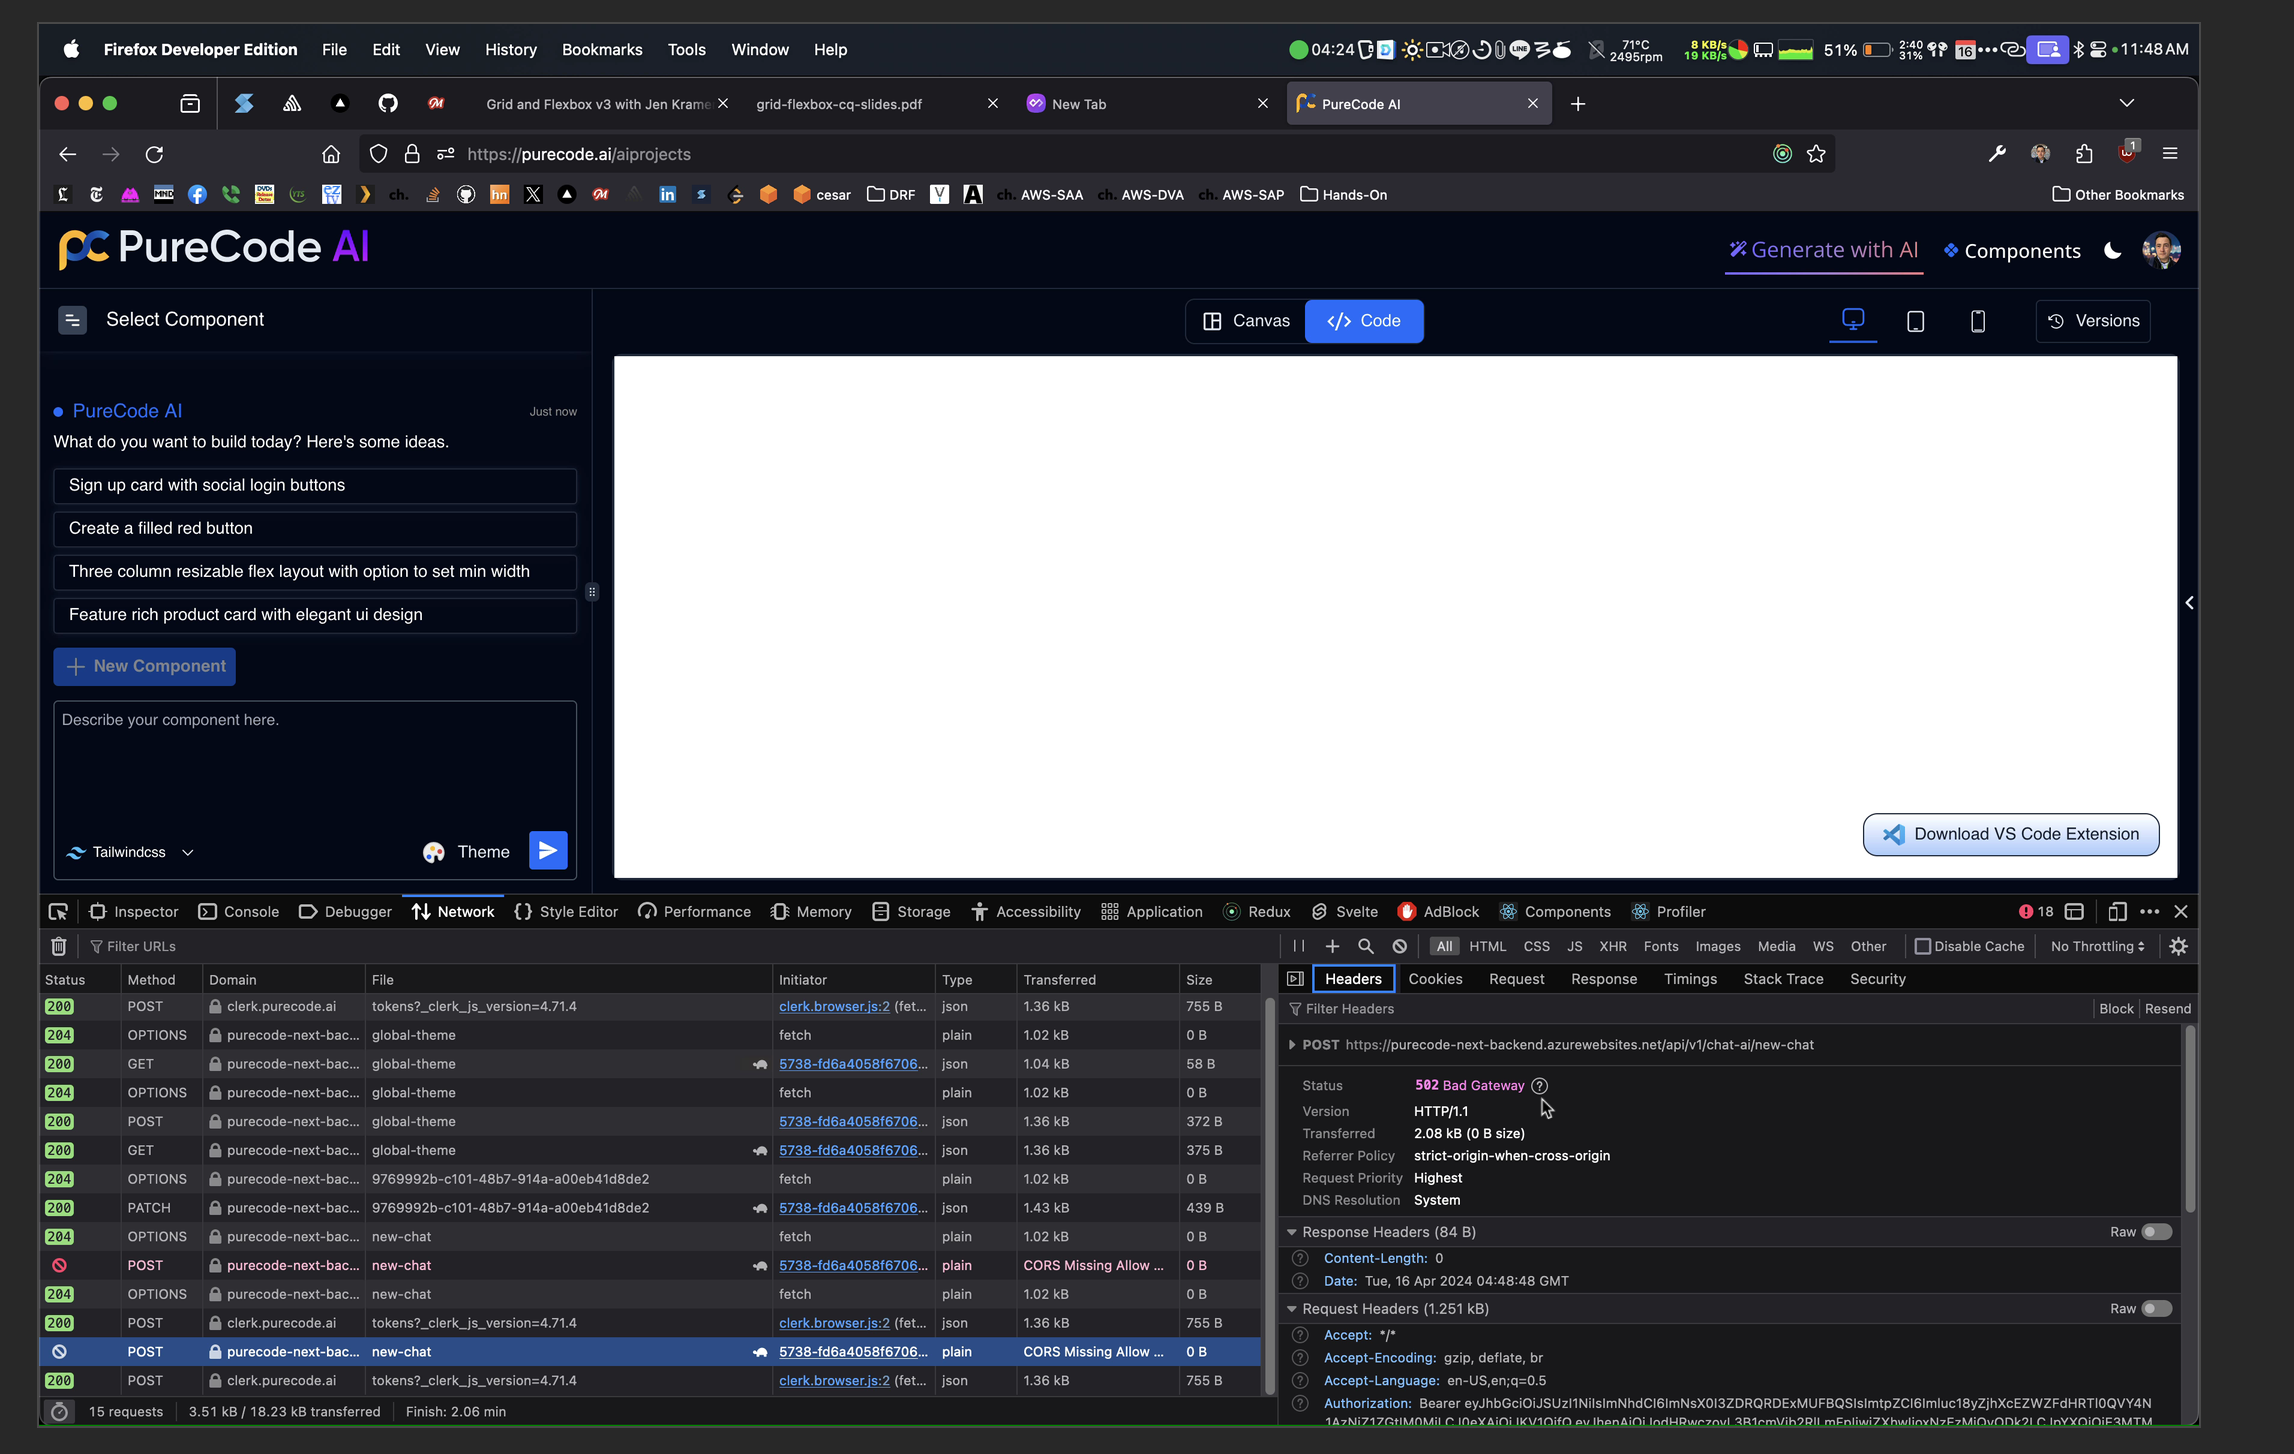 Firefox Developer Edition File Edit View History Bookmarks Tools Window Help
04:24 LINE 71°C 2495rpm 8 KB/s 19 KB/s 51% 2:40 31% 16 11:48 AM
Grid and Flexbox v3 with Jen Krame
grid-flexbox-cq-slides.pdf
New Tab
PureCode AI
https://purecode.ai/aiprojects
1
MND YTS ch. hn cesar DRF ch. AWS-SAA ch. AWS-DVA ch. AWS-SAP Hands-On Other Bookmarks
pc PureCode AI
Generate with AI Components
Select Component
Canvas </> Code
Versions
PureCode AI Just now
What do you want to build today? Here's some ideas.
Sign up card with social login buttons
Create a filled red button
Three column resizable flex layout with option to set min width
Feature rich product card with elegant ui design
+ New Component
Describe your component here.
Tailwindcss Theme
Download VS Code Extension
Inspector Console Debugger Network Style Editor Performance Memory Storage Accessibility Application Redux Svelte AdBlock Components Profiler 18
Filter URLs
All HTML CSS JS XHR Fonts Images Media WS Other Disable Cache No Throttling
Status Method Domain File Initiator Type Transferred Size
200 POST clerk.purecode.ai tokens?_clerk_js_version=4.71.4 clerk.browser.js:2 (fet... json 1.36 kB 755 B
204 OPTIONS purecode-next-bac... global-theme fetch plain 1.02 kB 0 B
200 GET purecode-next-bac... global-theme 5738-fd6a4058f6706... json 1.04 kB 58 B
204 OPTIONS purecode-next-bac... global-theme fetch plain 1.02 kB 0 B
200 POST purecode-next-bac... global-theme 5738-fd6a4058f6706... json 1.36 kB 372 B
200 GET purecode-next-bac... global-theme 5738-fd6a4058f6706... json 1.36 kB 375 B
204 OPTIONS purecode-next-bac... 9769992b-c101-48b7-914a-a00eb41d8de2 fetch plain 1.02 kB 0 B
200 PATCH purecode-next-bac... 9769992b-c101-48b7-914a-a00eb41d8de2 5738-fd6a4058f6706... json 1.43 kB 439 B
204 OPTIONS purecode-next-bac... new-chat fetch plain 1.02 kB 0 B
POST purecode-next-bac... new-chat 5738-fd6a4058f6706... plain CORS Missing Allow ... 0 B
204 OPTIONS purecode-next-bac... new-chat fetch plain 1.02 kB 0 B
200 POST clerk.purecode.ai tokens?_clerk_js_version=4.71.4 clerk.browser.js:2 (fet... json 1.36 kB 755 B
POST purecode-next-bac... new-chat 5738-fd6a4058f6706... plain CORS Missing Allow ... 0 B
200 POST clerk.purecode.ai tokens?_clerk_js_version=4.71.4 clerk.browser.js:2 (fet... json 1.36 kB 755 B
15 requests 3.51 kB / 18.23 kB transferred Finish: 2.06 min
Headers Cookies Request Response Timings Stack Trace Security
Filter Headers Block Resend
POST https://purecode-next-backend.azurewebsites.net/api/v1/chat-ai/new-chat
Status 502 Bad Gateway
Version HTTP/1.1
Transferred 2.08 kB (0 B size)
Referrer Policy strict-origin-when-cross-origin
Request Priority Highest
DNS Resolution System
Response Headers (84 B) Raw
Content-Length: 0
Date: Tue, 16 Apr 2024 04:48:48 GMT
Request Headers (1.251 kB) Raw
Accept: */*
Accept-Encoding: gzip, deflate, br
Accept-Language: en-US,en;q=0.5
Authorization: Bearer